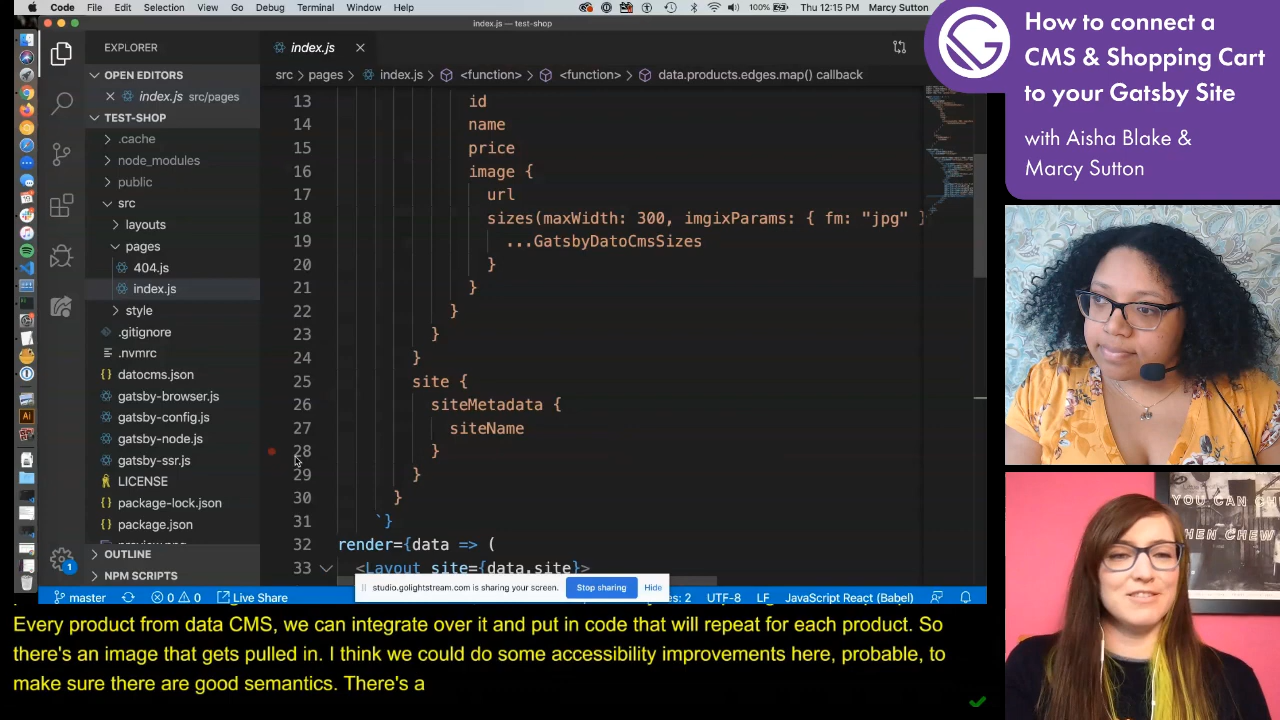 Code File Edit Selection View Go Run Debug Terminal Window Help 100% Thu 12:15 PM Marcy Sutton
index.js — test-shop
EXPLORER
OPEN EDITORS
index.js src/pages
TEST-SHOP
.cache
node_modules
public
src
layouts
pages
404.js
index.js
style
.gitignore
.nvmrc
datocms.json
gatsby-browser.js
gatsby-config.js
gatsby-node.js
gatsby-ssr.js
LICENSE
package-lock.json
package.json
OUTLINE
NPM SCRIPTS
index.js
src > pages > index.js > <function> > <function> > data.products.edges.map() callback
13 id
14 name
15 price
16 image {
17 url
18 sizes(maxWidth: 300, imgixParams: { fm: "jpg" }
19 ...GatsbyDatoCmsSizes
20 }
21 }
22 }
23 }
24 }
25 site {
26 siteMetadata {
27 siteName
28 }
29 }
30 }
31 `}
32 render={data => (
33 <Layout site={data.site}>
studio.golightstream.com is sharing your screen. Stop sharing Hide
master 0 0 Live Share
es: 2 UTF-8 LF JavaScript React (Babel)
1
Every product from data CMS, we can integrate over it and put in code that will repeat for each product. So
there's an image that gets pulled in. I think we could do some accessibility improvements here, probable, to
make sure there are good semantics. There's a
How to connect a
CMS & Shopping Cart
to your Gatsby Site
with Aisha Blake &
Marcy Sutton
YOU CAN
HEN CHEW